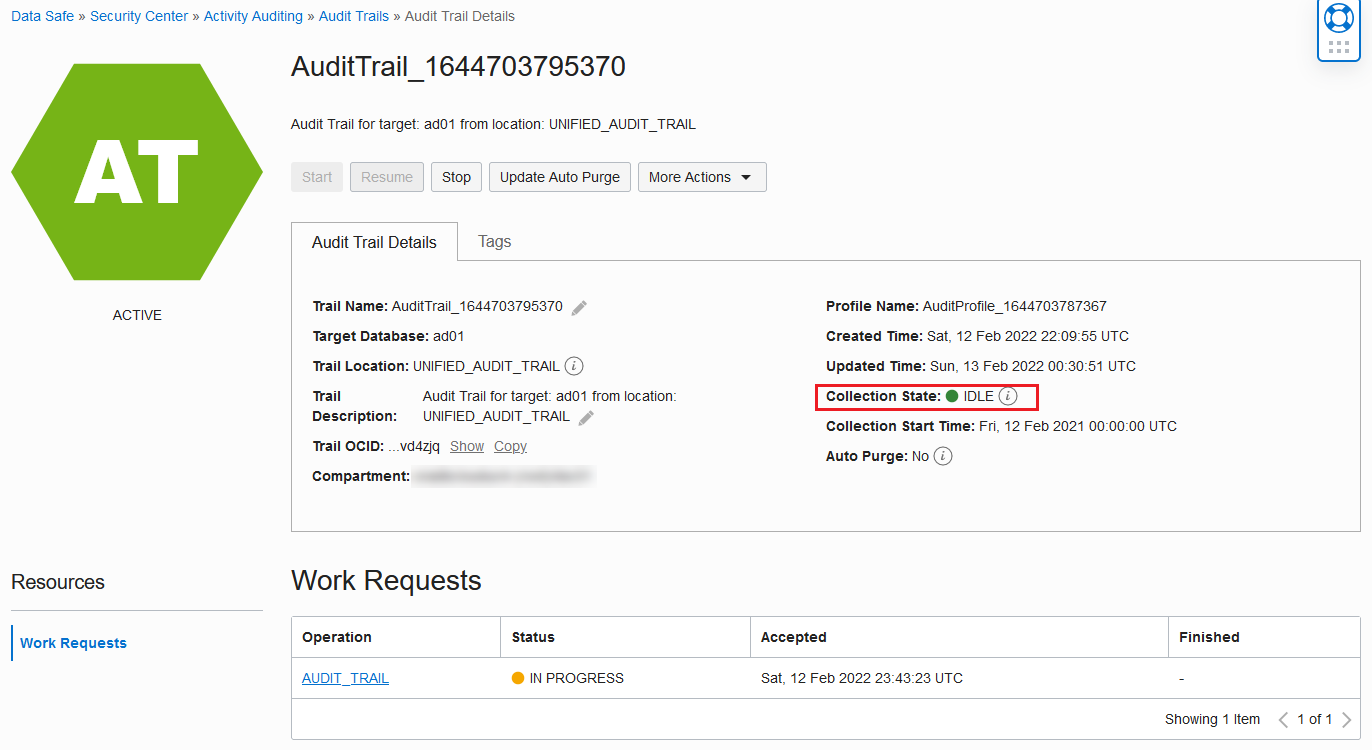 Data Safe » Security Center » Activity Auditing » Audit Trails » Audit Trail Details
AT
ACTIVE
AuditTrail_1644703795370
Audit Trail for target: ad01 from location: UNIFIED_AUDIT_TRAIL
Start Resume Stop Update Auto Purge More Actions
Audit Trail Details Tags
Trail Name: AuditTrail_1644703795370
Target Database: ad01
Trail Location: UNIFIED_AUDIT_TRAIL i
Trail Description: Audit Trail for target: ad01 from location:
UNIFIED_AUDIT_TRAIL
Trail OCID: ...vd4zjq Show Copy
Compartment:
Profile Name: AuditProfile_1644703787367
Created Time: Sat, 12 Feb 2022 22:09:55 UTC
Updated Time: Sun, 13 Feb 2022 00:30:51 UTC
Collection State: IDLE i
Collection Start Time: Fri, 12 Feb 2021 00:00:00 UTC
Auto Purge: No i
Resources
Work Requests
Work Requests
Operation Status Accepted Finished
AUDIT_TRAIL IN PROGRESS Sat, 12 Feb 2022 23:43:23 UTC -
Showing 1 Item < 1 of 1 >